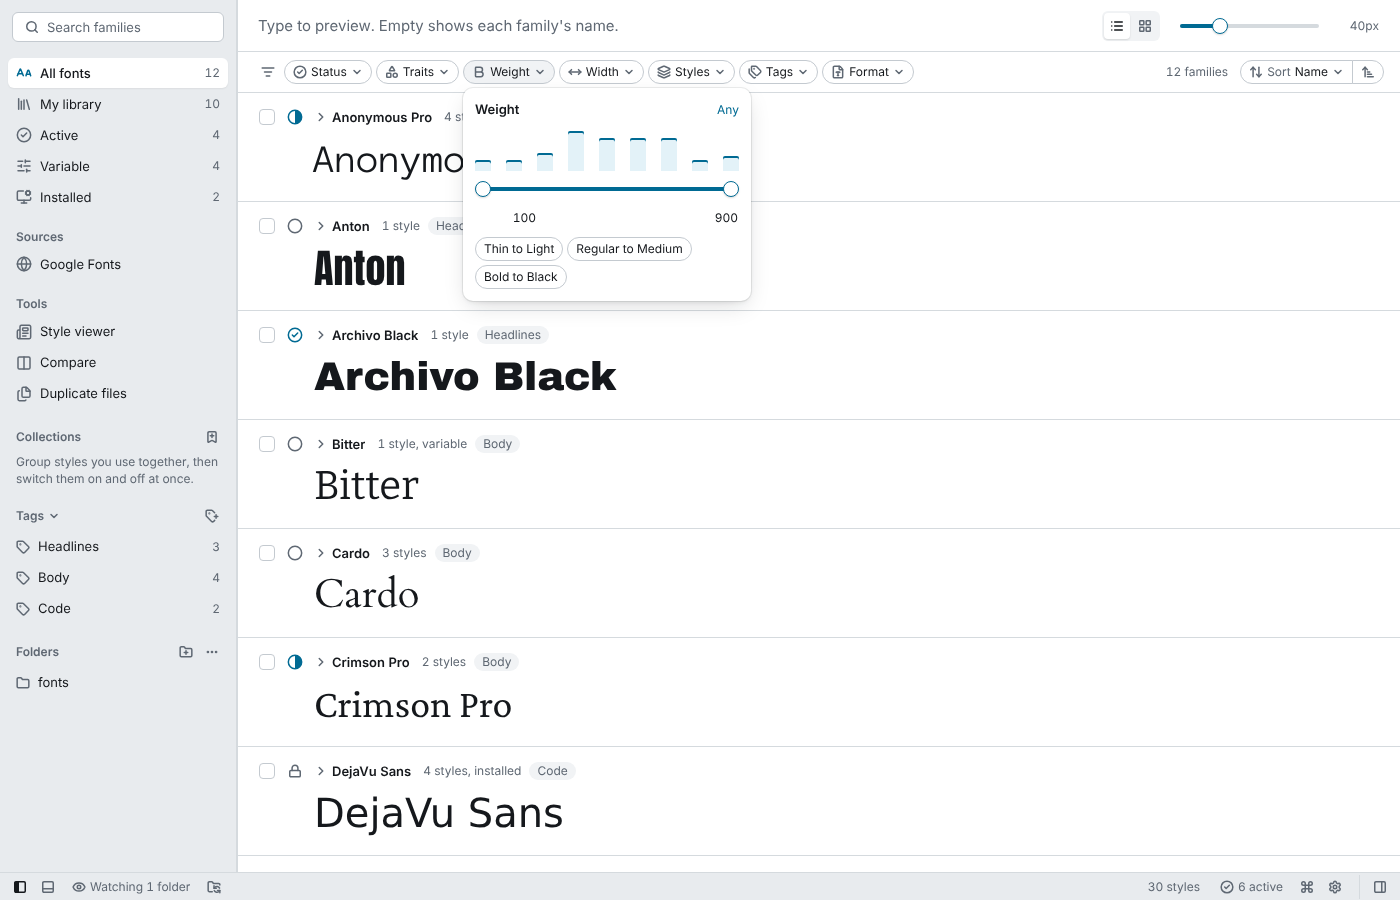 Search families
All fonts 12
My library 10
Active 4
Variable 4
Installed 2
Sources
Google Fonts
Tools
Style viewer
Compare
Duplicate files
Collections
Group styles you use together, then
switch them on and off at once.
Tags
Headlines 3
Body 4
Code 2
Folders
fonts
Type to preview. Empty shows each family's name.
40px
Status Traits Weight Width Styles Tags Format
12 families Sort Name
Anonymous Pro 4 st
Anonymo
Weight Any
100 900
Thin to Light Regular to Medium
Bold to Black
Anton 1 style Head
Anton
Archivo Black 1 style Headlines
Archivo Black
Bitter 1 style, variable Body
Bitter
Cardo 3 styles Body
Cardo
Crimson Pro 2 styles Body
Crimson Pro
DejaVu Sans 4 styles, installed Code
DejaVu Sans
Watching 1 folder
30 styles 6 active